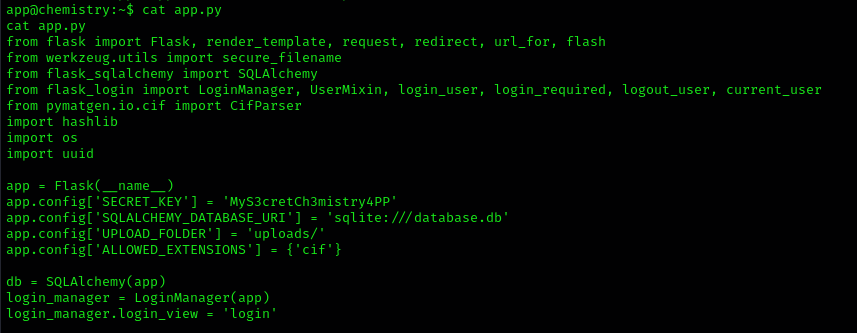 app@chemistry:~$ cat app.py
cat app.py
from flask import Flask, render_template, request, redirect, url_for, flash
from werkzeug.utils import secure_filename
from flask_sqlalchemy import SQLAlchemy
from flask_login import LoginManager, UserMixin, login_user, login_required, logout_user, current_user
from pymatgen.io.cif import CifParser
import hashlib
import os
import uuid

app = Flask(__name__)
app.config['SECRET_KEY'] = 'MyS3cretCh3mistry4PP'
app.config['SQLALCHEMY_DATABASE_URI'] = 'sqlite:///database.db'
app.config['UPLOAD_FOLDER'] = 'uploads/'
app.config['ALLOWED_EXTENSIONS'] = {'cif'}

db = SQLAlchemy(app)
login_manager = LoginManager(app)
login_manager.login_view = 'login'